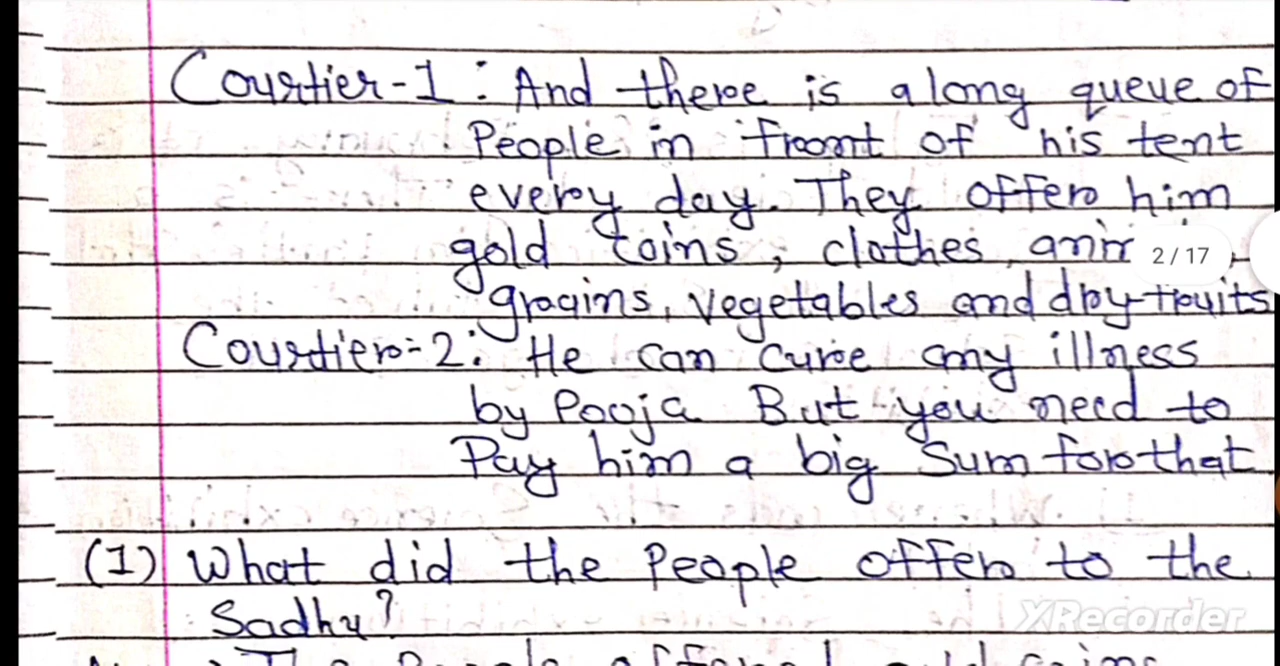 Courtier-1: And there is a long queue of
People in front of his tent
every day. They offer him
gold coins, clothes,
2/17
grains, vegetables and dry-fruits
Courtier-2: He can cure any illness
by Pooja But you need to
Pay him a big Sum for that
(1) What did the People offer to the
Sadhu?
XRecorder